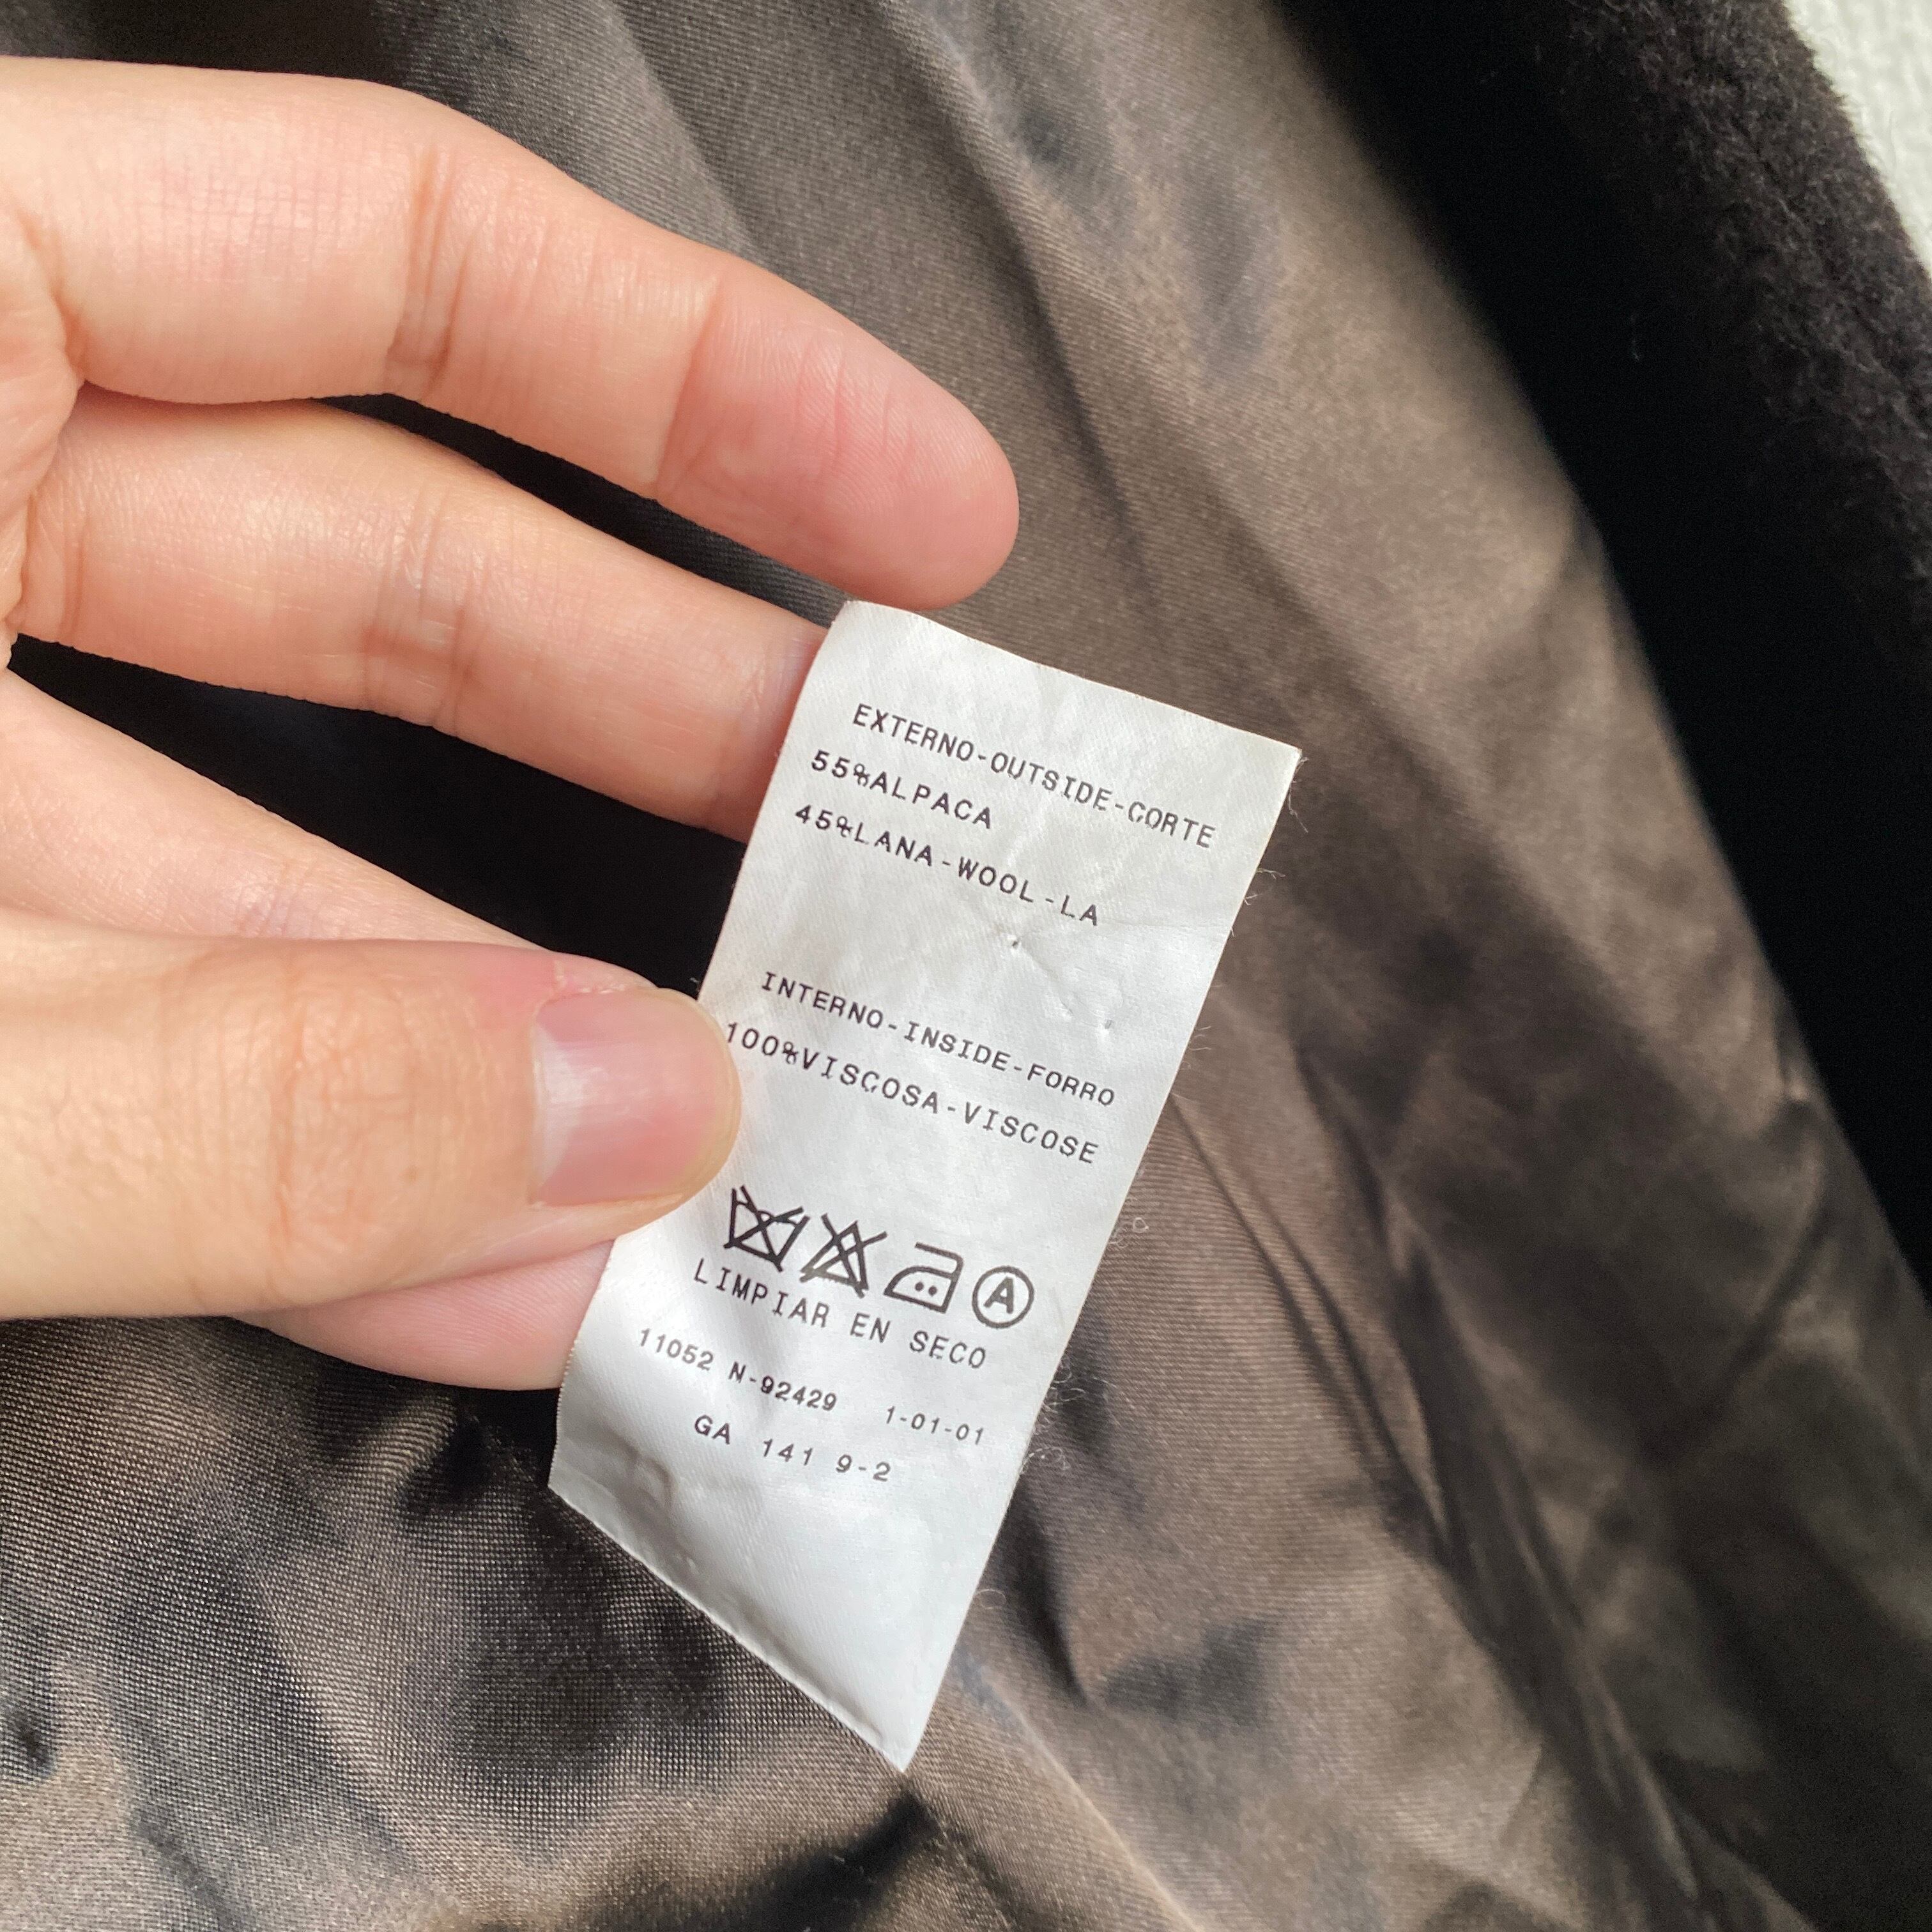 EXTERNO-OUTSIDE-CORTE
55%ALPACA
45%LANA-WOOL-LA
INTERNO-INSIDE-FORRO
100%VISCOSA-VISCOSE
A
LIMPIAR EN SECO
11052 N-92429 1-01-01
GA 141 9-2